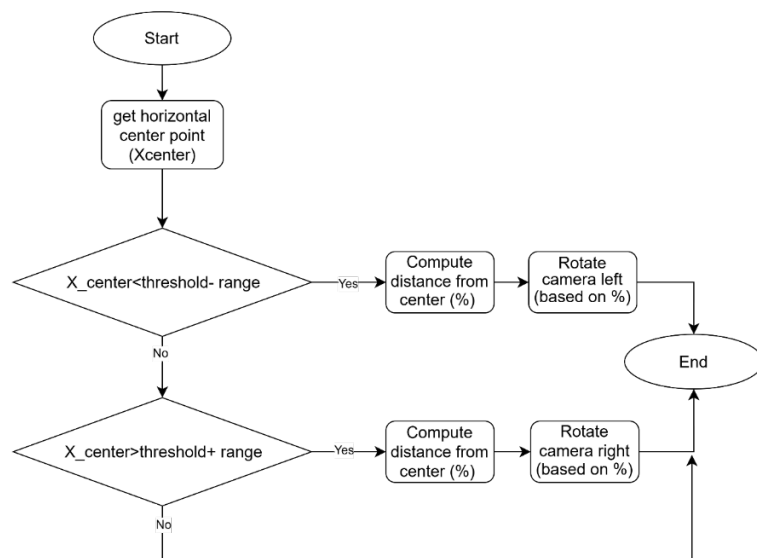 Start
get horizontal
center point
(Xcenter)
X_center<threshold- range
Yes
Compute
distance from
center (%)
Rotate
camera left
(based on %)
No
End
X_center>threshold+ range
Yes
Compute
distance from
center (%)
Rotate
camera right
(based on %)
No